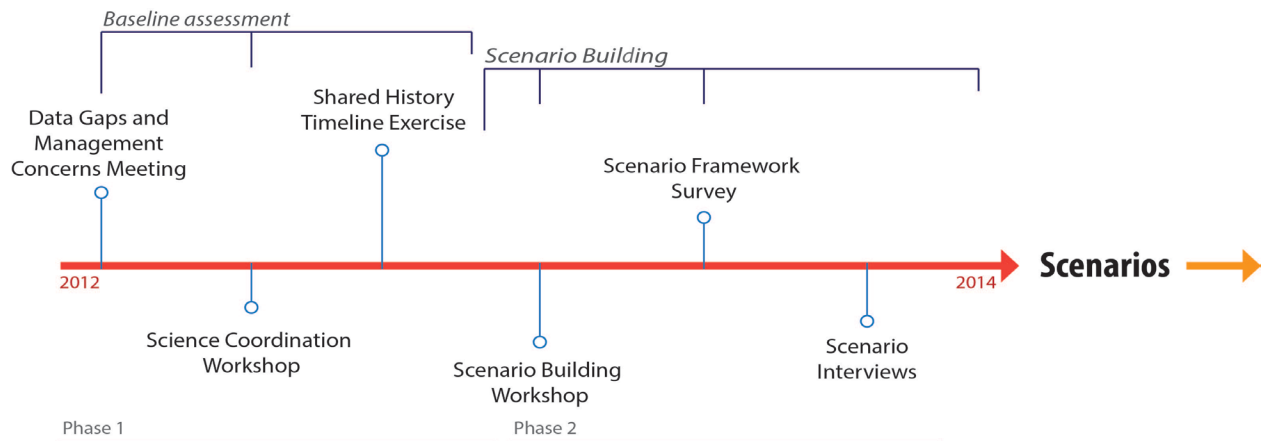 Baseline assessment
Scenario Building
Data Gaps and
Management
Concerns Meeting
Shared History
Timeline Exercise
Scenario Framework
Survey
2012
2014
Scenarios
Science Coordination
Workshop
Scenario Building
Workshop
Scenario
Interviews
Phase 1
Phase 2